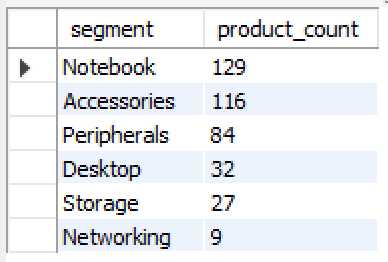 segment product_count
Notebook 129
Accessories 116
Peripherals 84
Desktop 32
Storage 27
Networking 9